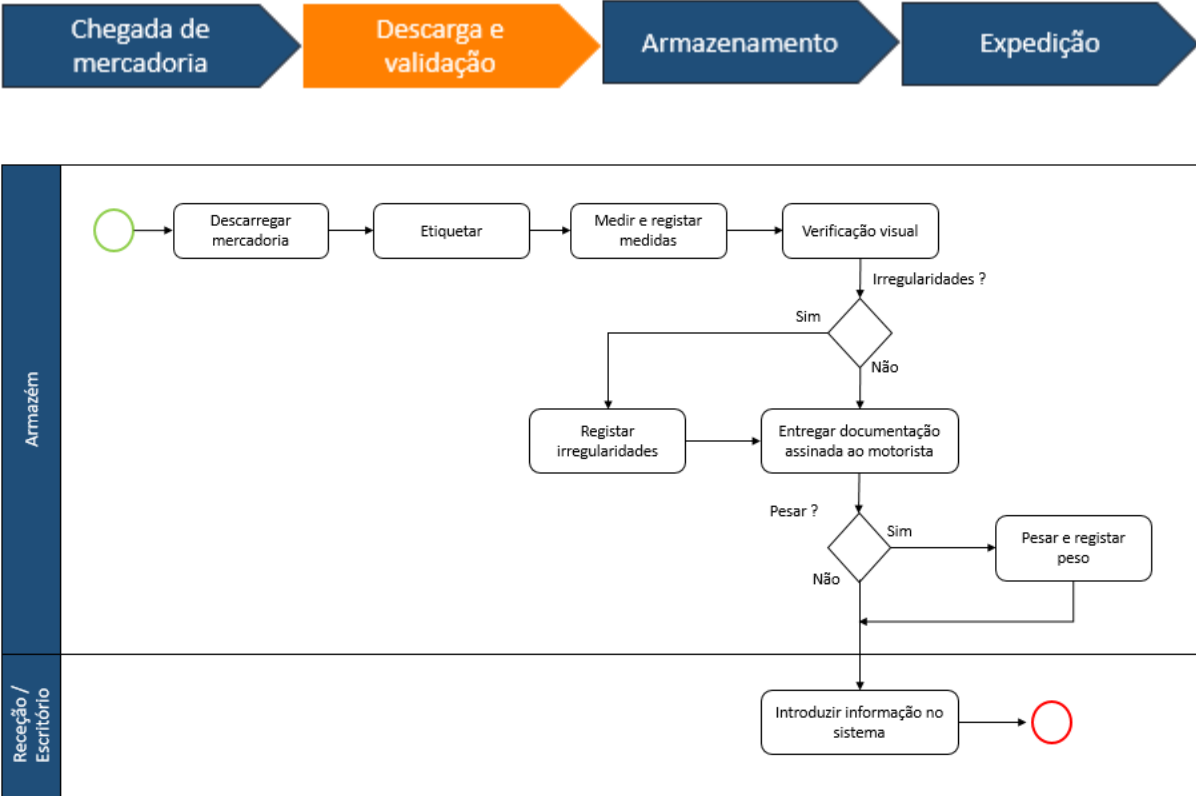 Chegada de
mercadoria
Descarga e
validação
Armazenamento
Expedição
Armazém
Descarregar
mercadoria
Etiquetar
Medir e registar
medidas
Verificação visual
Irregularidades ?
Sim
Não
Registar
irregularidades
Entregar documentação
assinada ao motorista
Pesar ?
Sim
Pesar e registar
peso
Não
Receção /
Escritório
Introduzir informação no
sistema